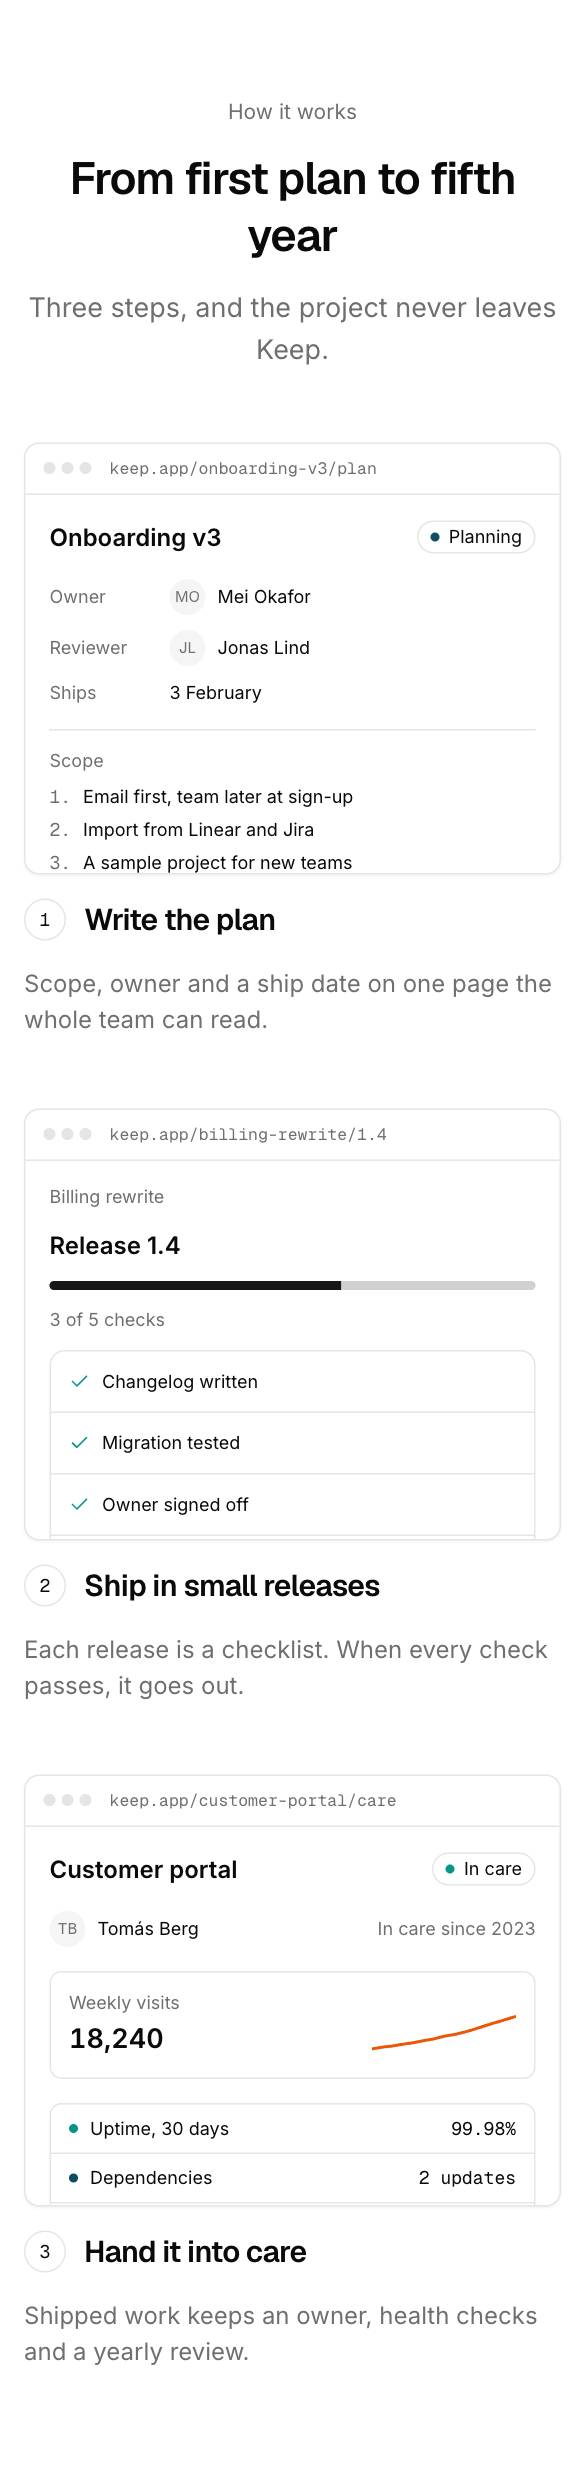 How it works
From first plan to fifth
year
Three steps, and the project never leaves
Keep.
keep.app/onboarding-v3/plan
Onboarding v3
Planning
Owner
MO
Mei Okafor
Reviewer
JL
Jonas Lind
Ships
3 February
Scope
1. Email first, team later at sign-up
2. Import from Linear and Jira
3. A sample project for new teams
1
Write the plan
Scope, owner and a ship date on one page the
whole team can read.
keep.app/billing-rewrite/1.4
Billing rewrite
Release 1.4
3 of 5 checks
Changelog written
Migration tested
Owner signed off
2
Ship in small releases
Each release is a checklist. When every check
passes, it goes out.
keep.app/customer-portal/care
Customer portal
In care
TB
Tomás Berg
In care since 2023
Weekly visits
18,240
Uptime, 30 days
99.98%
Dependencies
2 updates
3
Hand it into care
Shipped work keeps an owner, health checks
and a yearly review.